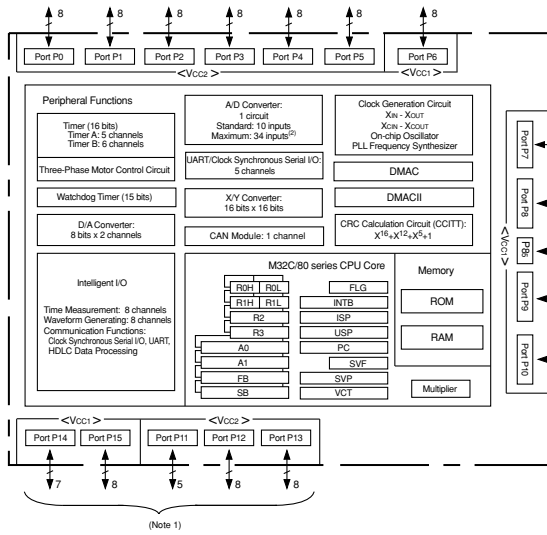 8 8 8 8 8 8 8
Port P0 Port P1 Port P2 Port P3 Port P4 Port P5 Port P6
<VCC2> <VCC1>
Peripheral Functions
Timer (16 bits)
Timer A: 5 channels
Timer B: 6 channels
Three-Phase Motor Control Circuit
Watchdog Timer (15 bits)
D/A Converter:
8 bits x 2 channels
Intelligent I/O
Time Measurement: 8 channels
Waveform Generating: 8 channels
Communication Functions:
Clock Synchronous Serial I/O, UART,
HDLC Data Processing
A/D Converter:
1 circuit
Standard: 10 inputs
Maximum: 34 inputs(2)
UART/Clock Synchronous Serial I/O:
5 channels
X/Y Converter:
16 bits x 16 bits
CAN Module: 1 channel
Clock Generation Circuit
XIN - XOUT
XCIN - XCOUT
On-chip Oscillator
PLL Frequency Synthesizer
DMAC
DMACII
CRC Calculation Circuit (CCITT):
X16+X12+X5+1
M32C/80 series CPU Core
R0H R0L
R1H R1L
R2
R3
A0
A1
FB
SB
FLG
INTB
ISP
USP
PC
SVF
SVP
VCT
Memory
ROM
RAM
Multiplier
<VCC1>
Port P7
Port P8
P85
Port P9
Port P10
<VCC1> <VCC2>
Port P14 Port P15 Port P11 Port P12 Port P13
7 8 5 8 8
(Note 1)